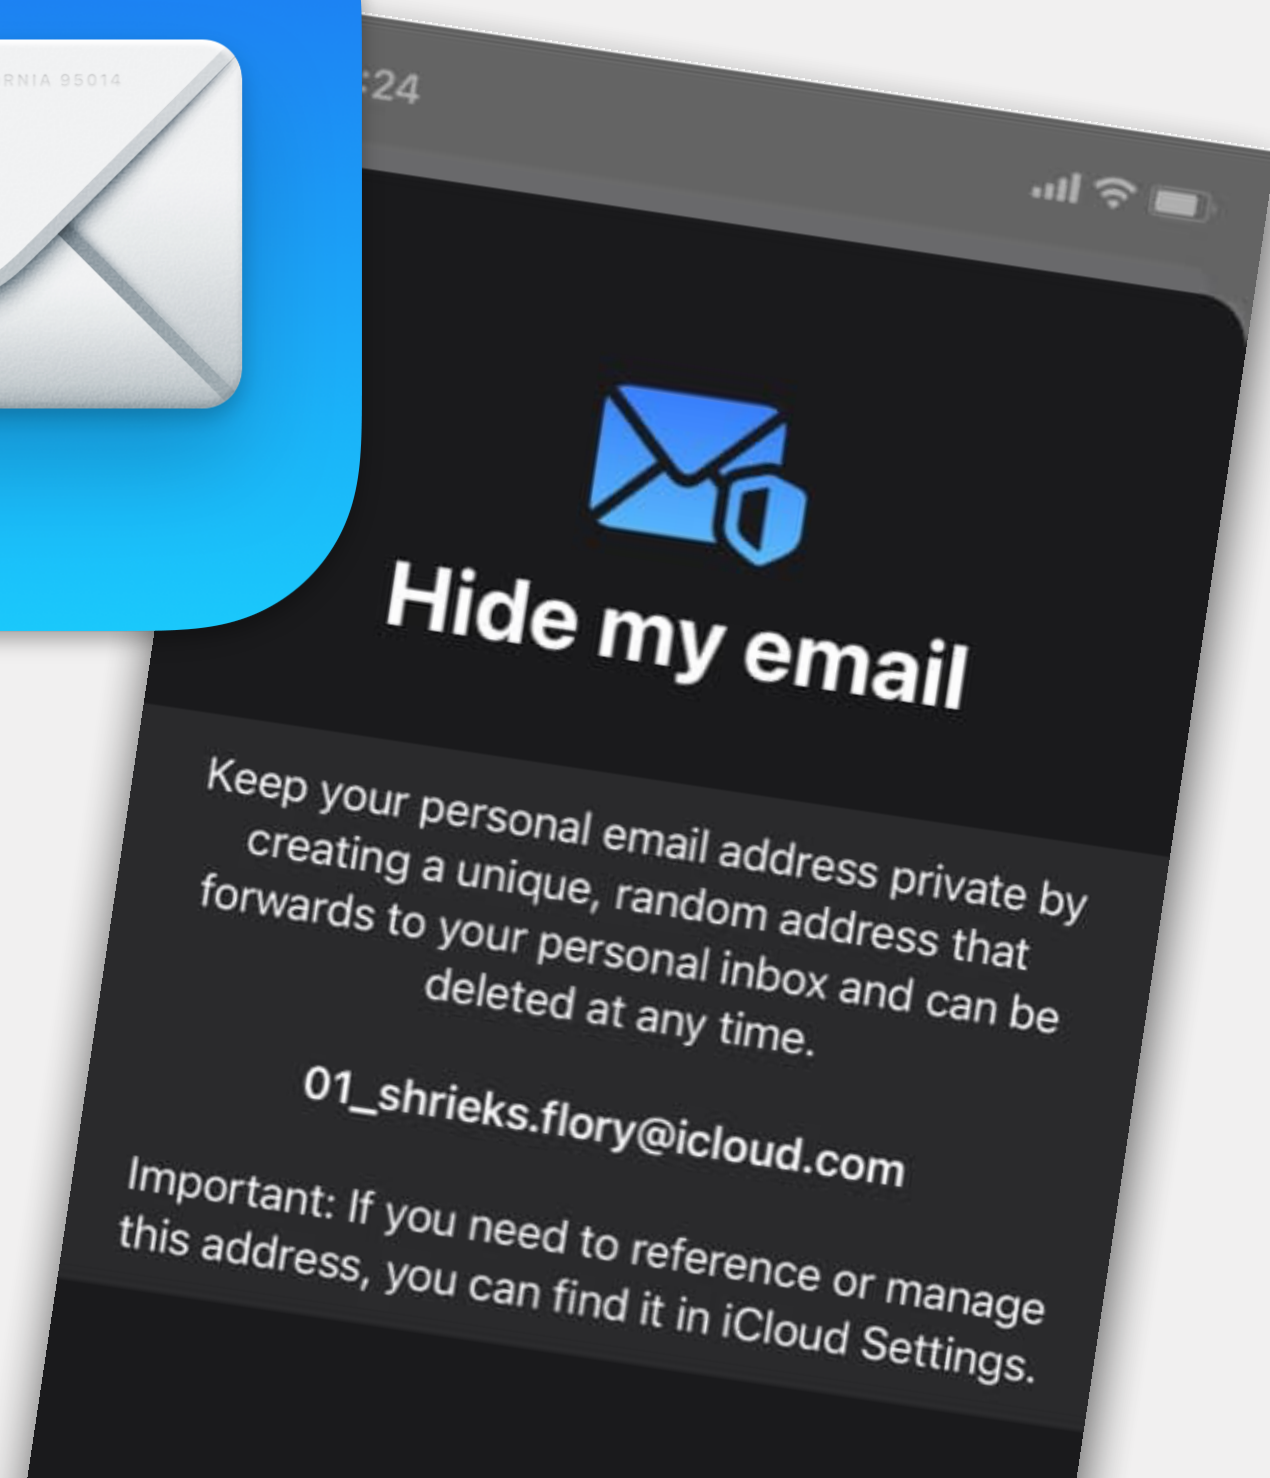 RNIA 95014
:24
Hide my email
Keep your personal email address private by
creating a unique, random address that
forwards to your personal inbox and can be
deleted at any time.
01_shrieks.flory@icloud.com
Important: If you need to reference or manage
this address, you can find it in iCloud Settings.